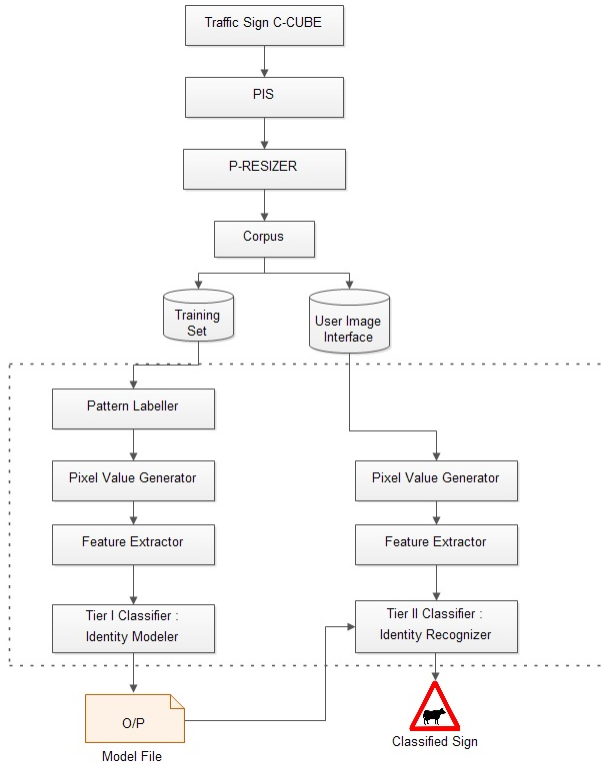 Traffic Sign C-CUBE
PIS
P-RESIZER
Corpus
Training
Set
User Image
Interface
Pattern Labeller
Pixel Value Generator
Feature Extractor
Tier I Classifier :
Identity Modeler
Pixel Value Generator
Feature Extractor
Tier II Classifier :
Identity Recognizer
O/P
Model File
Classified Sign